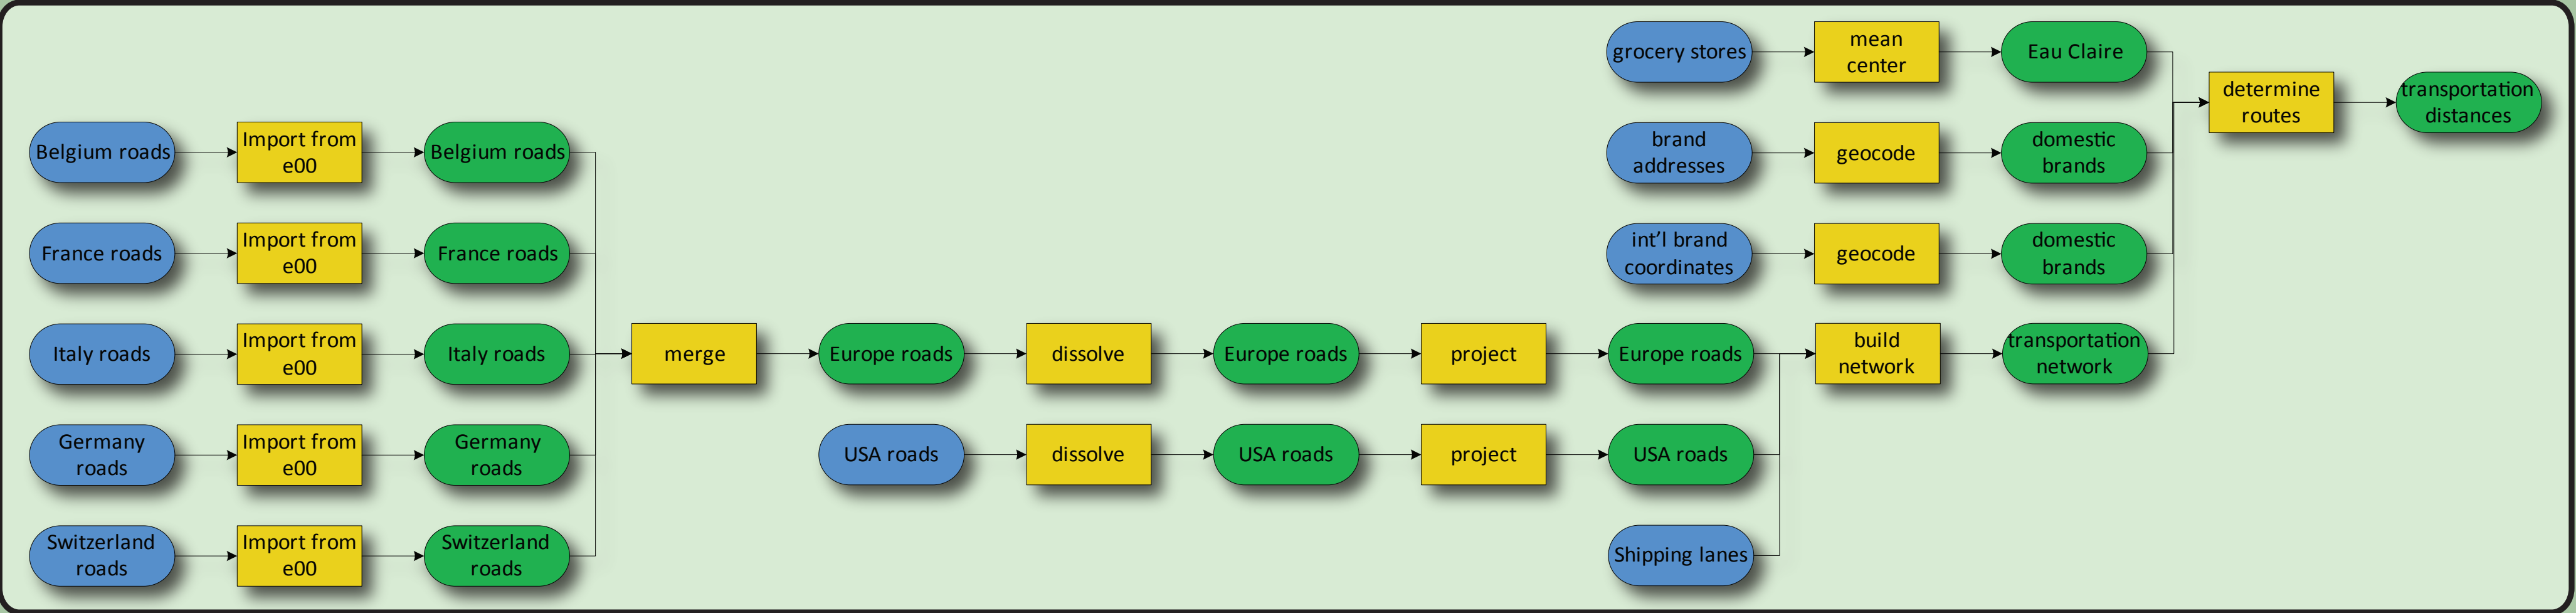 grocery stores
mean
center
Eau Claire
determine
routes
transportation
distances
Belgium roads
Import from
e00
Belgium roads
brand
addresses
geocode
domestic
brands
France roads
Import from
e00
France roads
int'l brand
coordinates
geocode
domestic
brands
Italy roads
Import from
e00
Italy roads
merge
Europe roads
dissolve
Europe roads
project
Europe roads
build
network
transportation
network
Germany
roads
Import from
e00
Germany
roads
USA roads
dissolve
USA roads
project
USA roads
Switzerland
roads
Import from
e00
Switzerland
roads
Shipping lanes